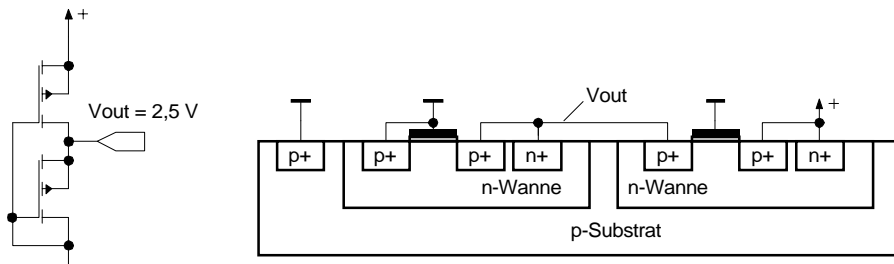 +
Vout = 2,5 V
Vout
+
p+ p+ p+ n+ p+ p+ n+
n-Wanne n-Wanne
p-Substrat